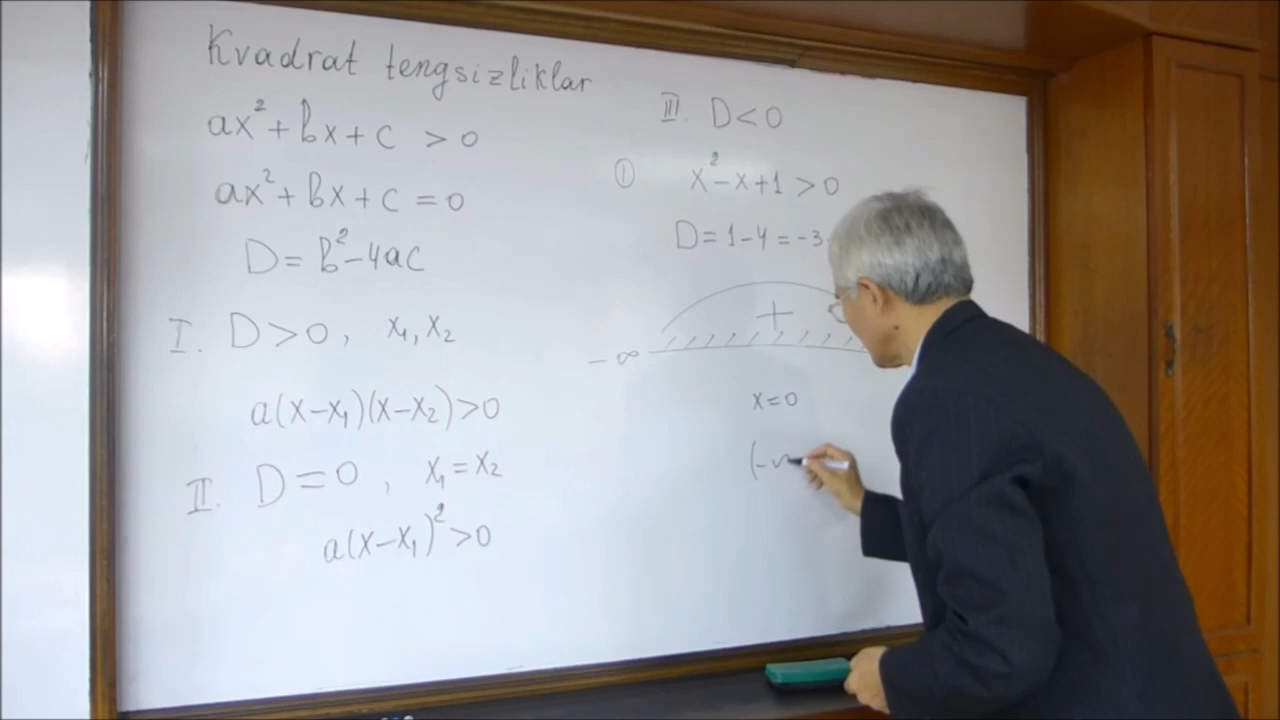 Kvadrat tengsizliklar
ax²+bx+c >0
ax²+bx+c =0
D=b²-4ac
I. D>0, x₁,x₂
a(x-x₁)(x-x₂)>0
II. D=0, x₁=x₂
a(x-x₁)²>0
III. D<0
① x²-x+1>0
D=1-4=-3
+
-∞
x=0
(-